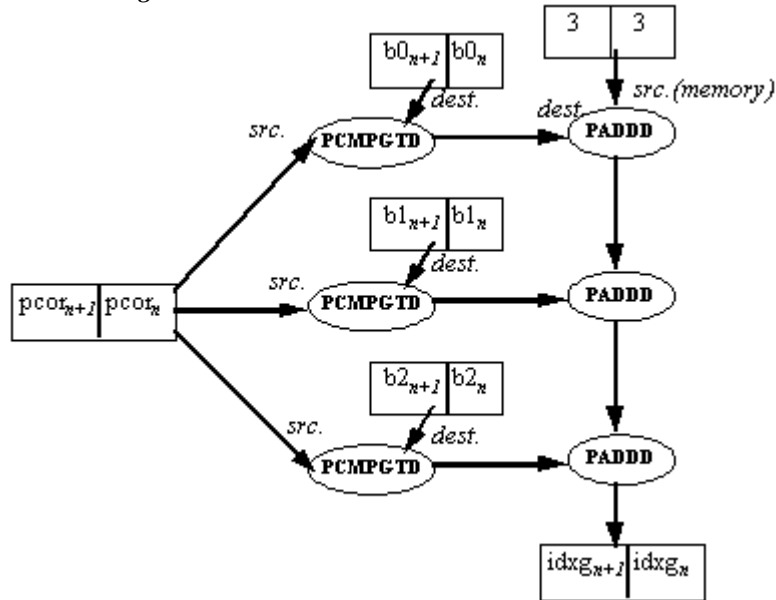 3 3
b0n+1 b0n
dest.
src. (memory)
src.
dest.
PCMPGTD
PADDD
b1n+1 b1n
dest.
src.
pcorn+1 pcorn
PCMPGTD
PADDD
b2n+1 b2n
src.
dest.
PCMPGTD
PADDD
idxgn+1 idxgn